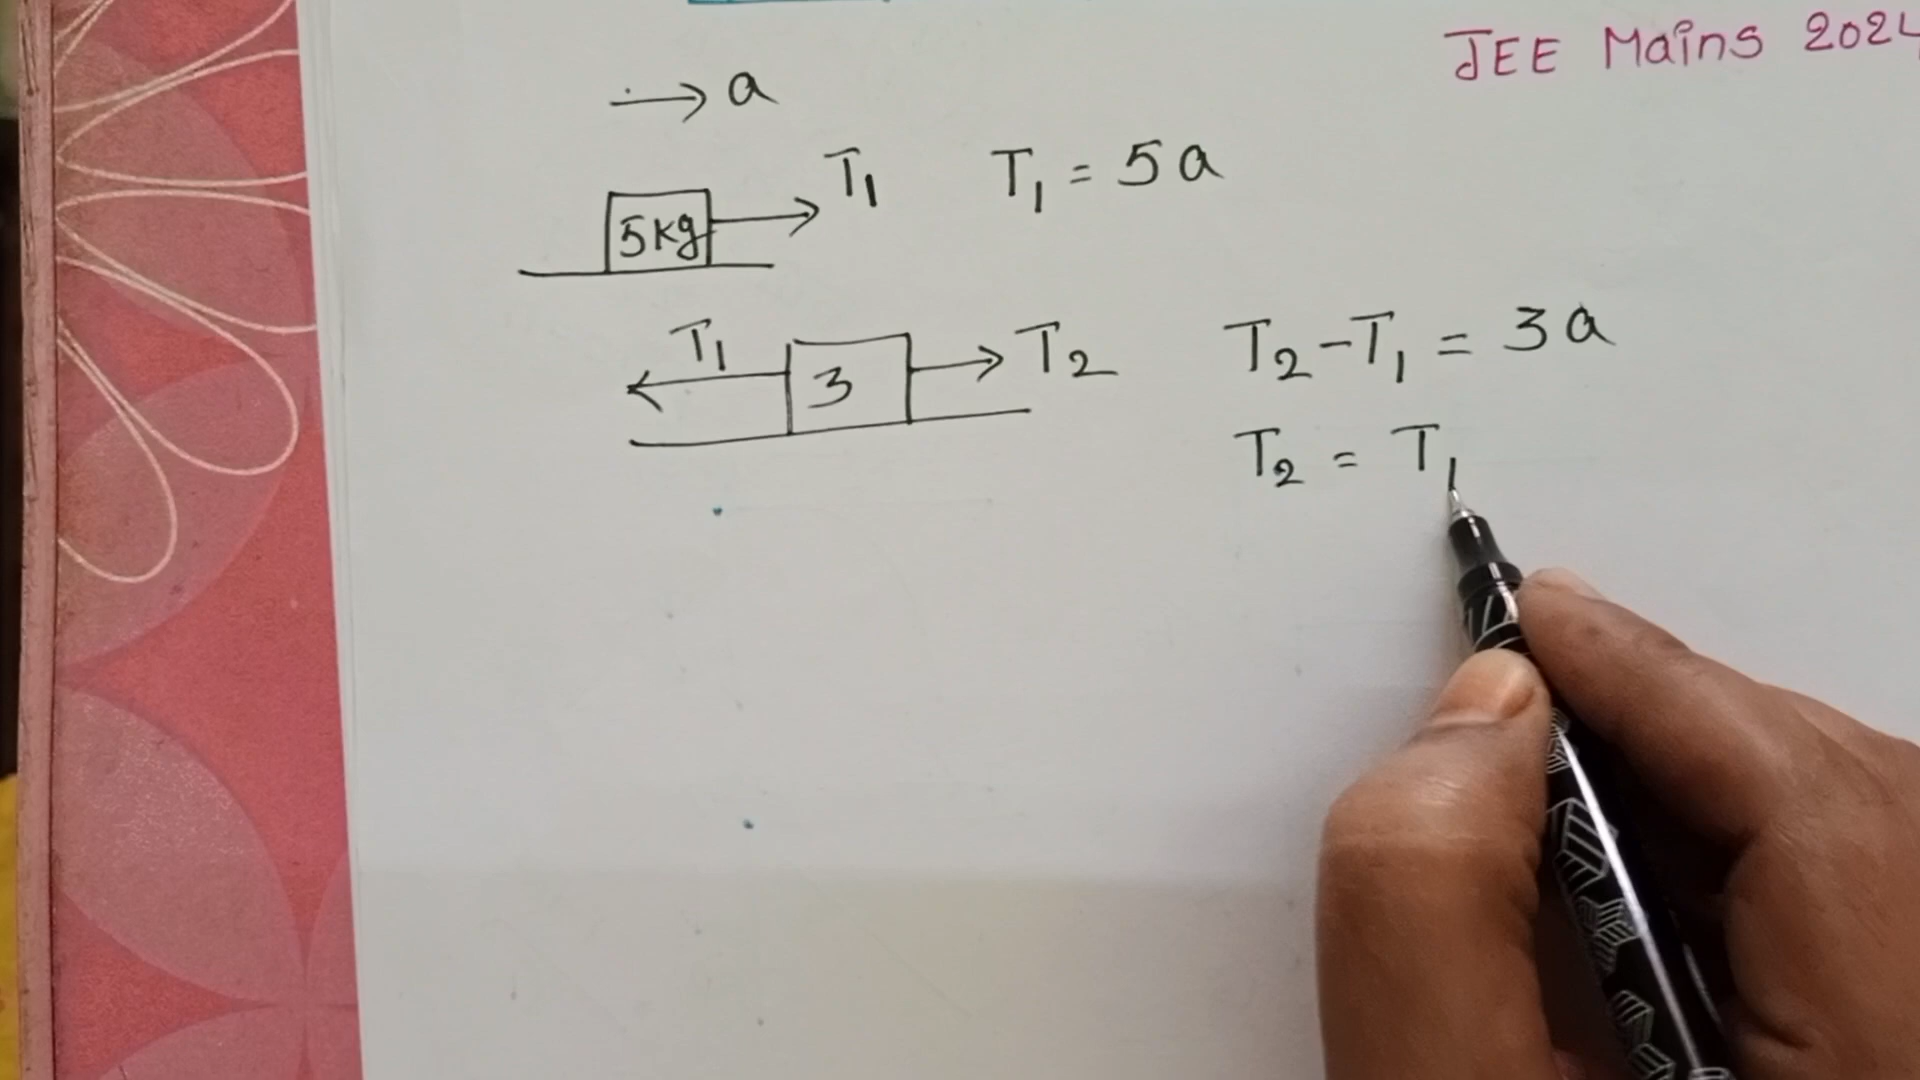 JEE Mains 2024
→ a
5kg → T₁ T₁ = 5a
T₁ ← 3 → T₂ T₂ - T₁ = 3a
T₂ = T₁